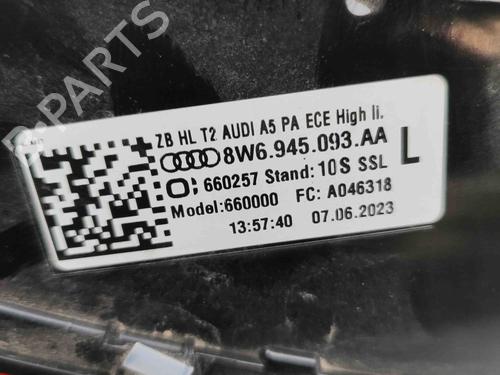 B-PARTS
ZB HL T2 AUDI A5 PA ECE High li.
8W6.945.093.AA
L
O: 660257 Stand: 10S SSL
Model:660000 FC: A046318
13:57:40 07.06.2023